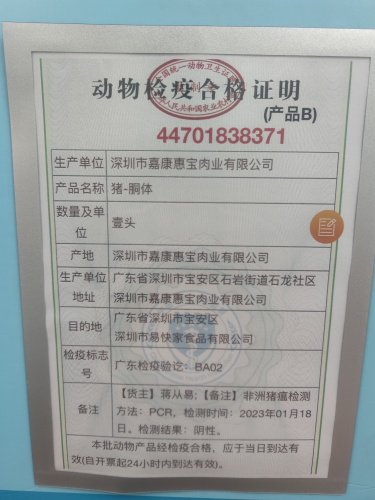 动物检疫合格证明
(产品B)
44701838371
生产单位 深圳市嘉康惠宝肉业有限公司
产品名称 猪-胴体
数量及单位 壹头
产地 深圳市嘉康惠宝肉业有限公司
生产单位地址 广东省深圳市宝安区石岩街道石龙社区
深圳市嘉康惠宝肉业有限公司
目的地 广东省深圳市宝安区
深圳市易快家食品有限公司
检疫标志号 广东检疫验讫：BA02
备注 【货主】蒋从易;【备注】非洲猪瘟检测
方法：PCR，检测时间：2023年01月18
日。检测结果：阴性。
本批动物产品经检疫合格，应于当日到达有
效(自开票起24小时内到达有效)。